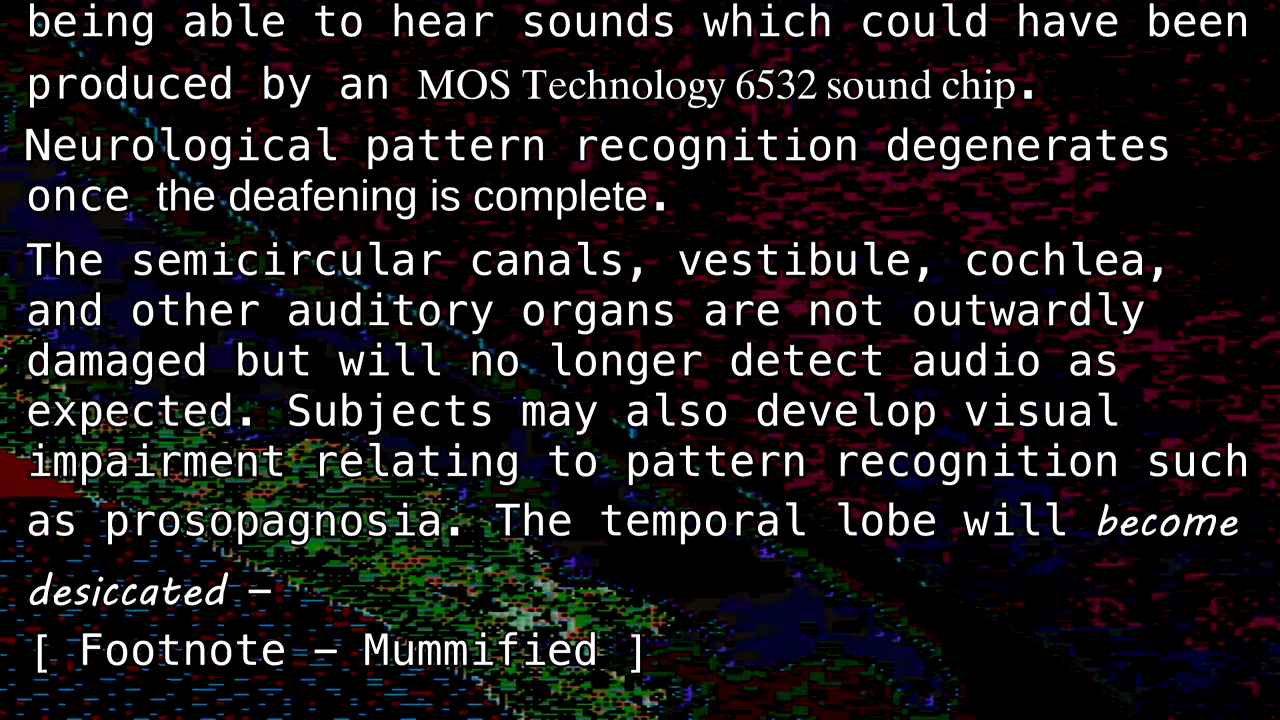 being able to hear sounds which could have been
produced by an MOS Technology 6532 sound chip.
Neurological pattern recognition degenerates
once the deafening is complete.
The semicircular canals, vestibule, cochlea,
and other auditory organs are not outwardly
damaged but will no longer detect audio as
expected. Subjects may also develop visual
impairment relating to pattern recognition such
as prosopagnosia. The temporal lobe will become
desiccated –
[ Footnote – Mummified ]